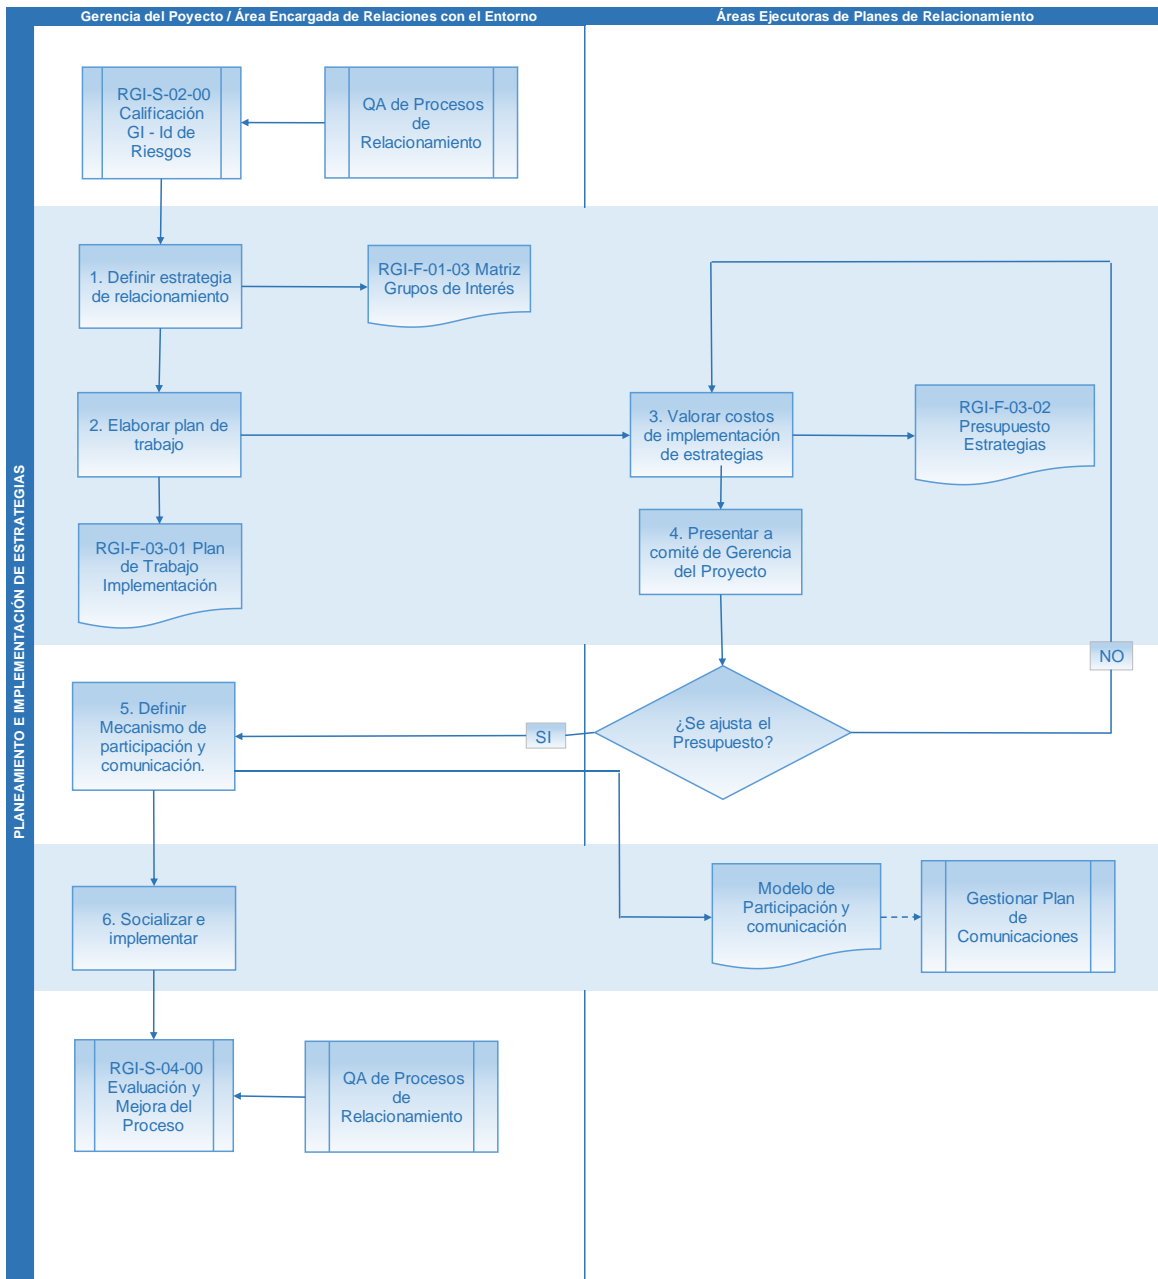 Gerencia del Poyecto / Área Encargada de Relaciones con el Entorno
Áreas Ejecutoras de Planes de Relacionamiento
PLANEAMIENTO E IMPLEMENTACIÓN DE ESTRATEGIAS
RGI-S-02-00
Calificación
GI - Id de
Riesgos
QA de Procesos
de
Relacionamiento
1. Definir estrategia
de relacionamiento
RGI-F-01-03 Matriz
Grupos de Interés
2. Elaborar plan de
trabajo
3. Valorar costos
de implementación
de estrategias
RGI-F-03-02
Presupuesto
Estrategias
RGI-F-03-01 Plan
de Trabajo
Implementación
4. Presentar a
comité de Gerencia
del Proyecto
NO
5. Definir
Mecanismo de
participación y
comunicación.
SI
¿Se ajusta el
Presupuesto?
6. Socializar e
implementar
Modelo de
Participación y
comunicación
Gestionar Plan
de
Comunicaciones
RGI-S-04-00
Evaluación y
Mejora del
Proceso
QA de Procesos
de
Relacionamiento